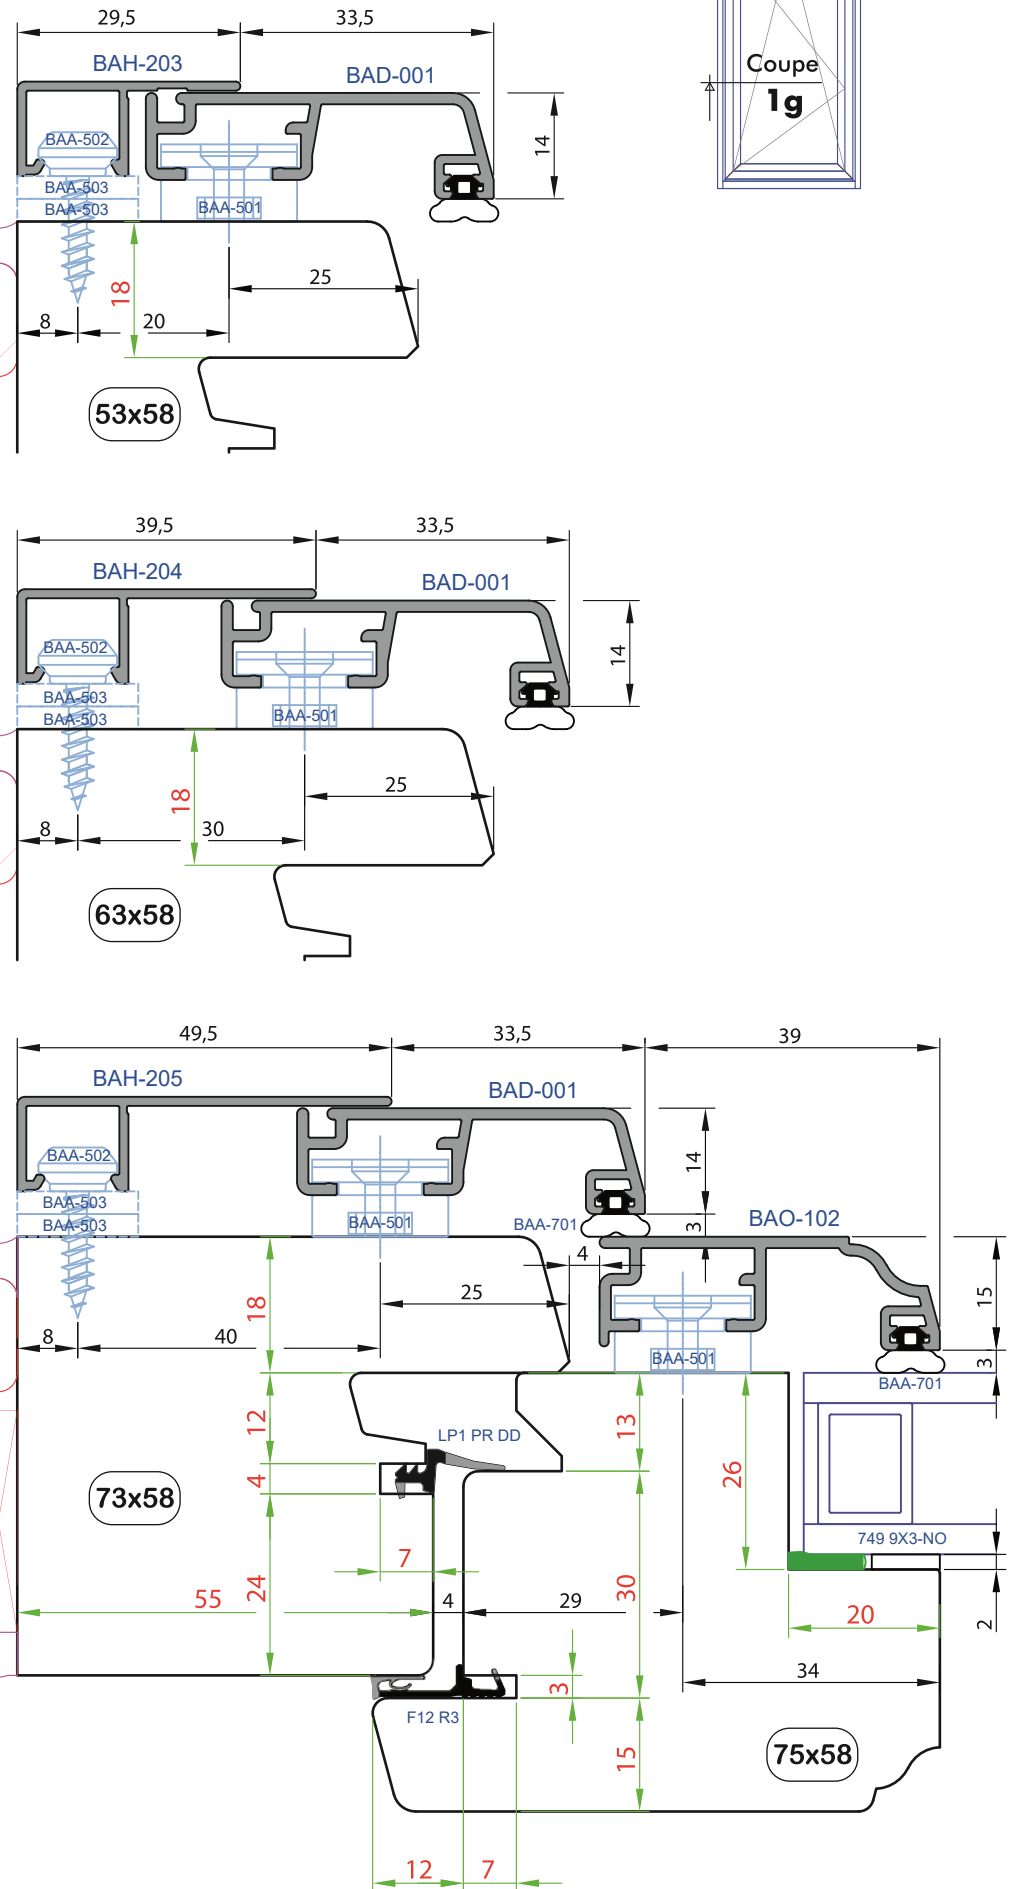 29,5
33,5
BAH-203
BAD-001
Coupe
1g
14
BAA-502
BAA-503
BAA-503
BAA-501
18
25
8
20
53x58
39,5
33,5
BAH-204
BAD-001
14
BAA-502
BAA-503
BAA-503
BAA-501
18
25
8
30
63x58
49,5
33,5
39
BAH-205
BAD-001
14
BAA-502
BAA-503
BAA-503
BAA-501
BAA-701
3
BAO-102
4
18
25
15
8
40
BAA-501
3
BAA-701
12
LP1 PR DD
13
26
4
73x58
749 9X3-NO
7
24
55
4
29
30
20
2
34
3
F12 R3
15
75x58
12
7